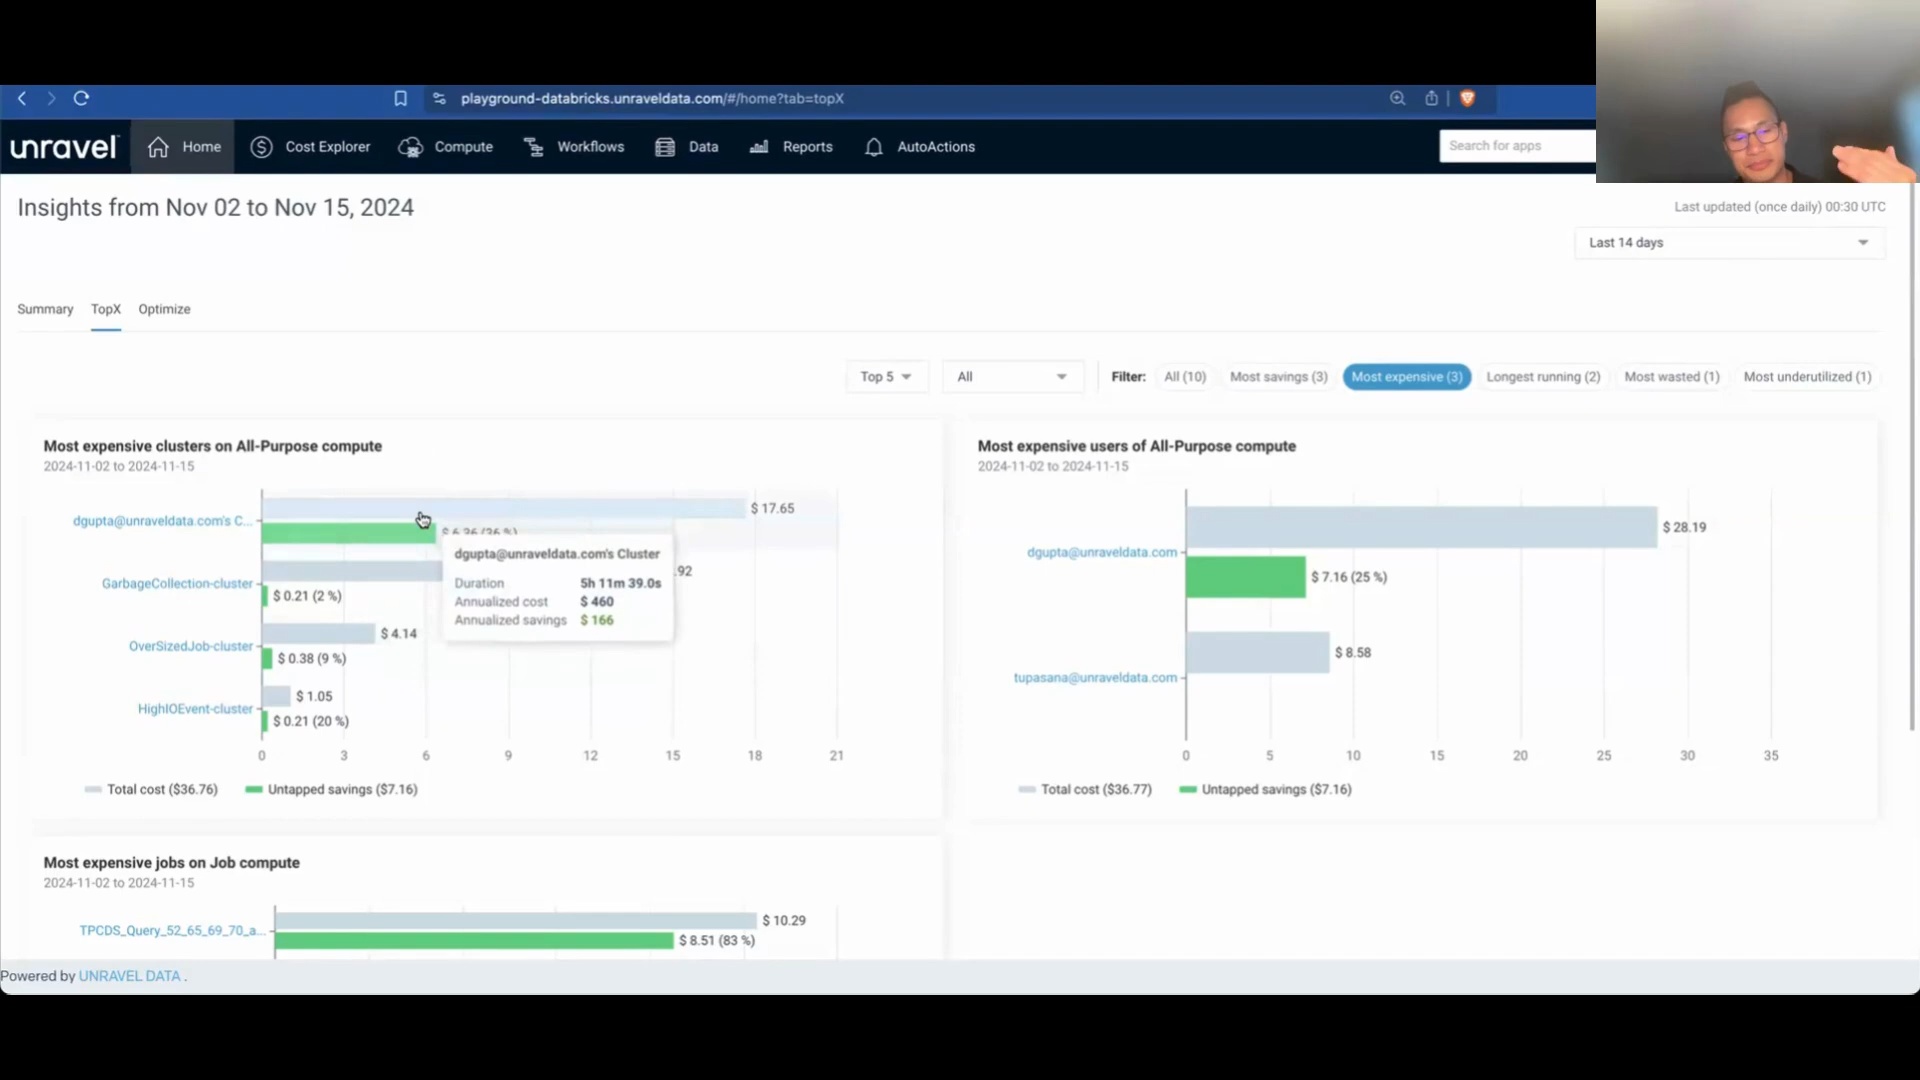 playground-databricks.unraveldata.com/#/home?tab=topX
unravel Home Cost Explorer Compute Workflows Data Reports AutoActions Search for apps
Insights from Nov 02 to Nov 15, 2024
Last updated (once daily) 00:30 UTC
Last 14 days
Summary TopX Optimize
Top 5 All Filter: All (10) Most savings (3) Most expensive (3) Longest running (2) Most wasted (1) Most underutilized (1)
Most expensive clusters on All-Purpose compute
2024-11-02 to 2024-11-15
dgupta@unraveldata.com's C...
$ 17.65
$ 6.36 (36 %)
dgupta@unraveldata.com's Cluster
Duration 5h 11m 39.0s
Annualized cost $ 460
Annualized savings $ 166
GarbageCollection-cluster
.92
$ 0.21 (2 %)
OverSizedJob-cluster
$ 4.14
$ 0.38 (9 %)
HighIOEvent-cluster
$ 1.05
$ 0.21 (20 %)
0 3 6 9 12 15 18 21
Total cost ($36.76) Untapped savings ($7.16)
Most expensive users of All-Purpose compute
2024-11-02 to 2024-11-15
dgupta@unraveldata.com
$ 28.19
$ 7.16 (25 %)
tupasana@unraveldata.com
$ 8.58
0 5 10 15 20 25 30 35
Total cost ($36.77) Untapped savings ($7.16)
Most expensive jobs on Job compute
2024-11-02 to 2024-11-15
TPCDS_Query_52_65_69_70_a...
$ 10.29
$ 8.51 (83 %)
Powered by UNRAVEL DATA .